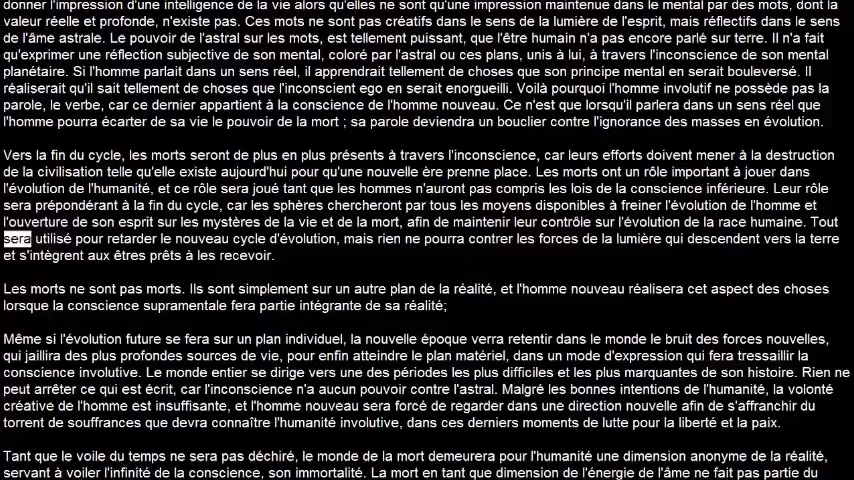 donner l'impression d'une intelligence de la vie alors qu'elles ne sont qu'une impression maintenue dans le mental par des mots, dont la
valeur réelle et profonde, n'existe pas. Ces mots ne sont pas créatifs dans le sens de la lumière de l'esprit, mais réflectifs dans le sens
de l'âme astrale. Le pouvoir de l'astral sur les mots, est tellement puissant, que l'être humain n'a pas encore parlé sur terre. Il n'a fait
qu'exprimer une réflection subjective de son mental, coloré par l'astral ou ces plans, unis à lui, à travers l'inconscience de son mental
planétaire. Si l'homme parlait dans un sens réel, il apprendrait tellement de choses que son principe mental en serait bouleversé. Il
réaliserait qu'il sait tellement de choses que l'inconscient ego en serait enorgueilli. Voilà pourquoi l'homme involutif ne possède pas la
parole, le verbe, car ce dernier appartient à la conscience de l'homme nouveau. Ce n'est que lorsqu'il parlera dans un sens réel que
l'homme pourra écarter de sa vie le pouvoir de la mort ; sa parole deviendra un bouclier contre l'ignorance des masses en évolution.
Vers la fin du cycle, les morts seront de plus en plus présents à travers l'inconscience, car leurs efforts doivent mener à la destruction
de la civilisation telle qu'elle existe aujourd'hui pour qu'une nouvelle ère prenne place. Les morts ont un rôle important à jouer dans
l'évolution de l'humanité, et ce rôle sera joué tant que les hommes n'auront pas compris les lois de la conscience inférieure. Leur rôle
sera prépondérant à la fin du cycle, car les sphères chercheront par tous les moyens disponibles à freiner l'évolution de l'homme et
l'ouverture de son esprit sur les mystères de la vie et de la mort, afin de maintenir leur contrôle sur l'évolution de la race humaine. Tout
sera utilisé pour retarder le nouveau cycle d'évolution, mais rien ne pourra contrer les forces de la lumière qui descendent vers la terre
et s'intègrent aux êtres prêts à les recevoir.
Les morts ne sont pas morts. Ils sont simplement sur un autre plan de la réalité, et l'homme nouveau réalisera cet aspect des choses
lorsque la conscience supramentale fera partie intégrante de sa réalité;
Même si l'évolution future se fera sur un plan individuel, la nouvelle époque verra retentir dans le monde le bruit des forces nouvelles,
qui jaillira des plus profondes sources de vie, pour enfin atteindre le plan matériel, dans un mode d'expression qui fera tressaillir la
conscience involutive. Le monde entier se dirige vers une des périodes les plus difficiles et les plus marquantes de son histoire. Rien ne
peut arrêter ce qui est écrit, car l'inconscience n'a aucun pouvoir contre l'astral. Malgré les bonnes intentions de l'humanité, la volonté
créative de l'homme est insuffisante, et l'homme nouveau sera forcé de regarder dans une direction nouvelle afin de s'affranchir du
torrent de souffrances que devra connaître l'humanité involutive, dans ces derniers moments de lutte pour la liberté et la paix.
Tant que le voile du temps ne sera pas déchiré, le monde de la mort demeurera pour l'humanité une dimension anonyme de la réalité,
servant à voiler l'infinité de la conscience, son immortalité. La mort en tant que dimension de l'énergie de l'âme ne fait pas partie du